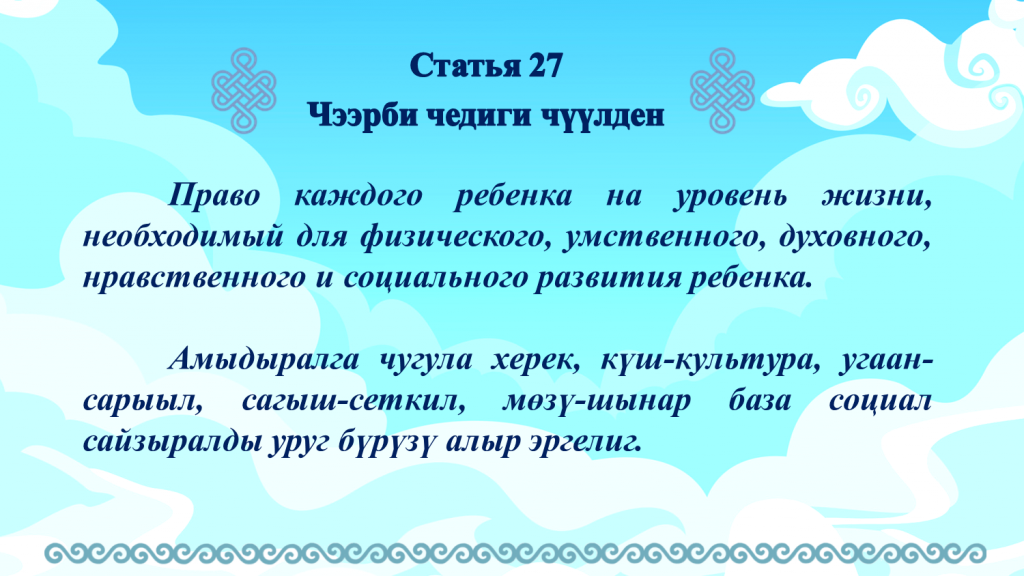 Статья 27
Чээрби чедиги чүүлден
Право каждого ребенка на уровень жизни,
необходимый для физического, умственного, духовного,
нравственного и социального развития ребенка.
Амыдыралга чугула херек, күш-культура, угаан-
сарыыл, сагыш-сеткил, мөзү-шынар база социал
сайзыралды уруг бүрүзү алыр эргелиг.